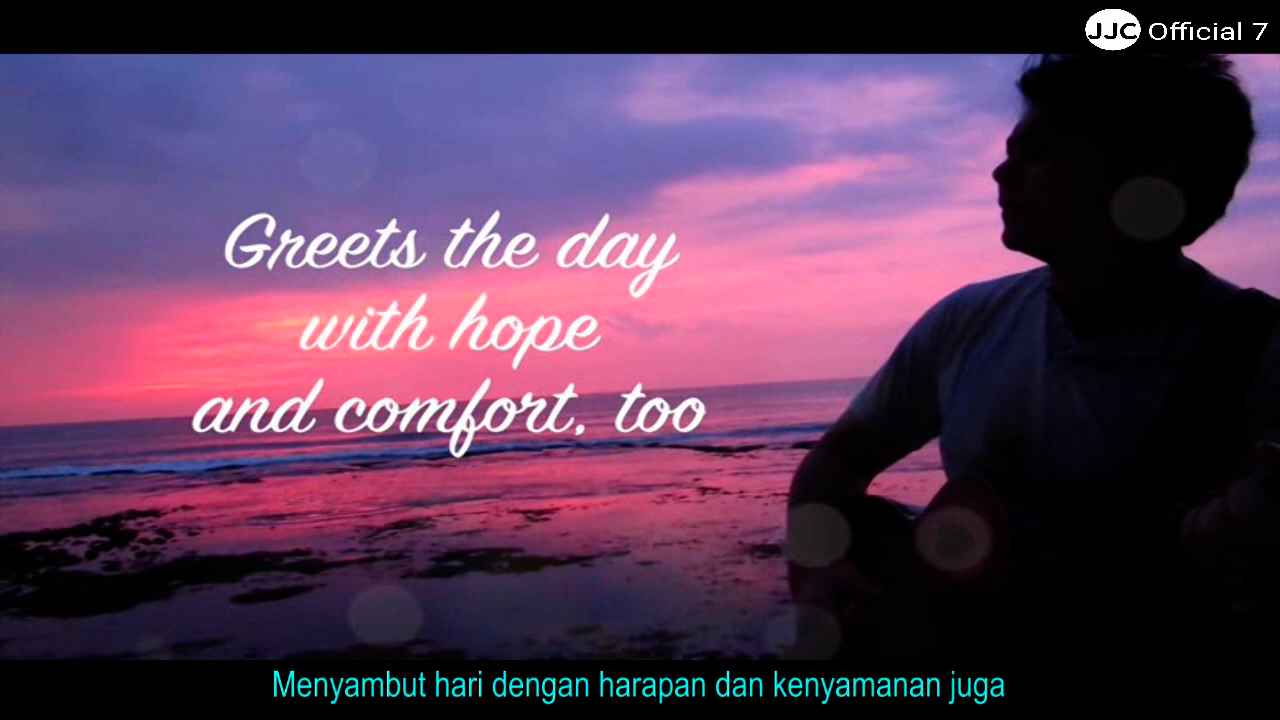 JJC Official 7
Greets the day
with hope
and comfort, too
Menyambut hari dengan harapan dan kenyamanan juga